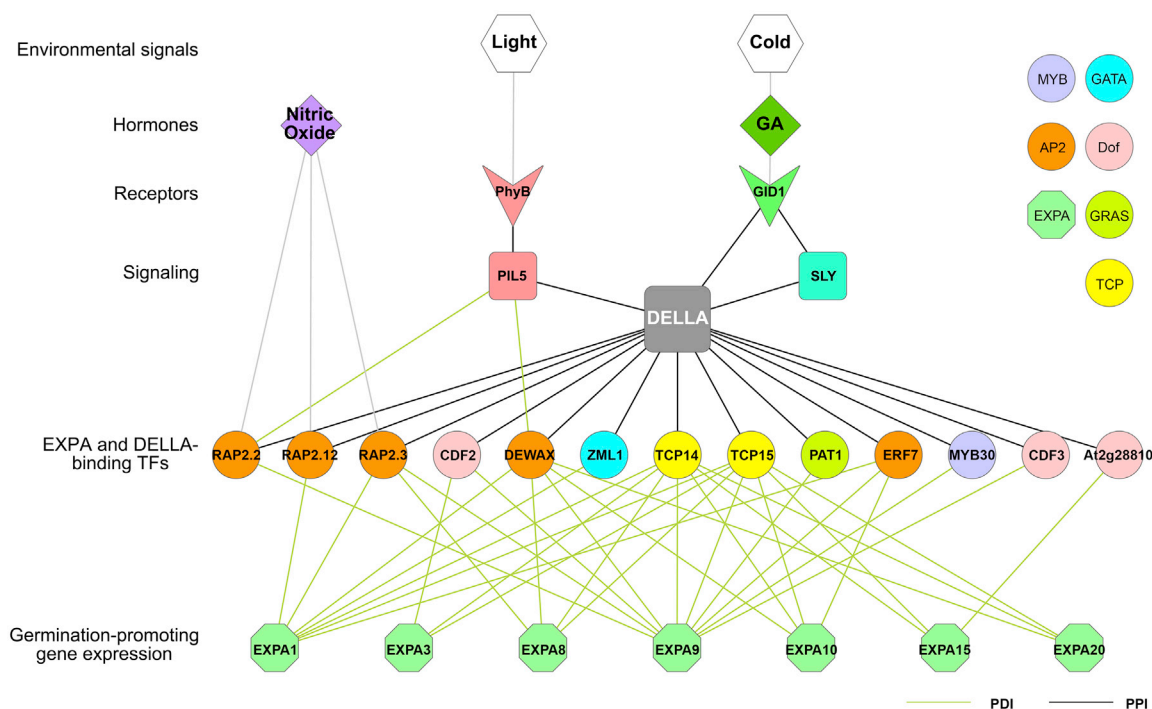 Environmental signals
Light
Cold
MYB
GATA
Hormones
Nitric
Oxide
GA
AP2
Dof
Receptors
PhyB
GID1
EXPA
GRAS
Signaling
PIL5
SLY
TCP
DELLA
EXPA and DELLA-
binding TFs
RAP2.2
RAP2.12
RAP2.3
CDF2
DEWAX
ZML1
TCP14
TCP15
PAT1
ERF7
MYB30
CDF3
At2g28810
Germination-promoting
gene expression
EXPA1
EXPA3
EXPA8
EXPA9
EXPA10
EXPA15
EXPA20
PDI
PPI